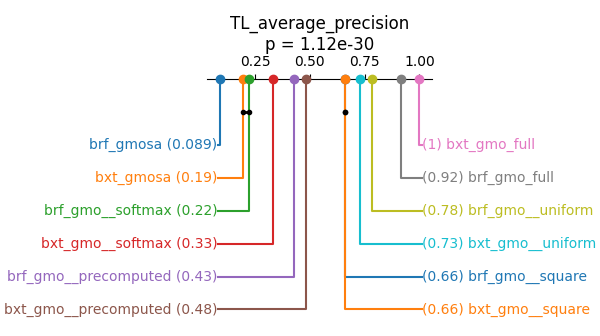 TL_average_precision
p = 1.12e-30
0.25 0.50 0.75 1.00
brf_gmosa (0.089)
(1) bxt_gmo_full
bxt_gmosa (0.19)
(0.92) brf_gmo_full
brf_gmo__softmax (0.22)
(0.78) brf_gmo__uniform
bxt_gmo__softmax (0.33)
(0.73) bxt_gmo__uniform
brf_gmo__precomputed (0.43)
(0.66) brf_gmo__square
bxt_gmo__precomputed (0.48)
(0.66) bxt_gmo__square